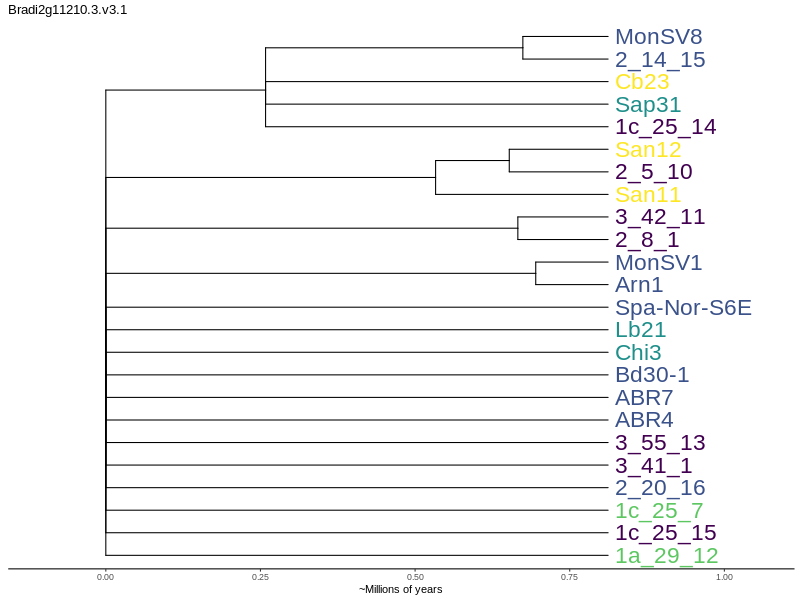 Bradi2g11210.3.v3.1
MonSV8
2_14_15
Cb23
Sap31
1c_25_14
San12
2_5_10
San11
3_42_11
2_8_1
MonSV1
Arn1
Spa-Nor-S6E
Lb21
Chi3
Bd30-1
ABR7
ABR4
3_55_13
3_41_1
2_20_16
1c_25_7
1c_25_15
1a_29_12
0.00 0.25 0.50 0.75 1.00
~Millions of years